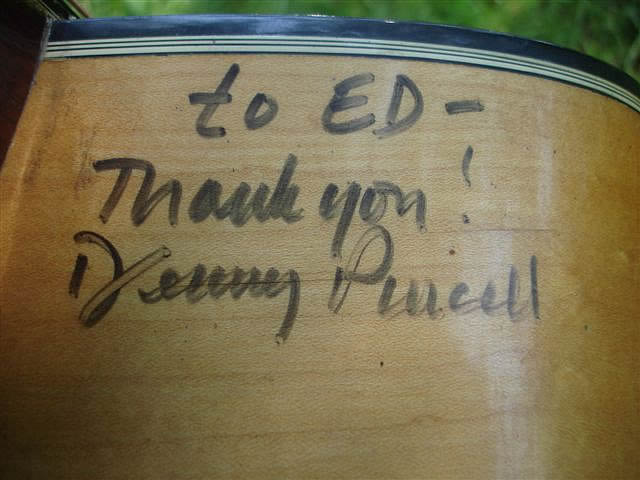 to ED -
Thank you!
Denny Purcell